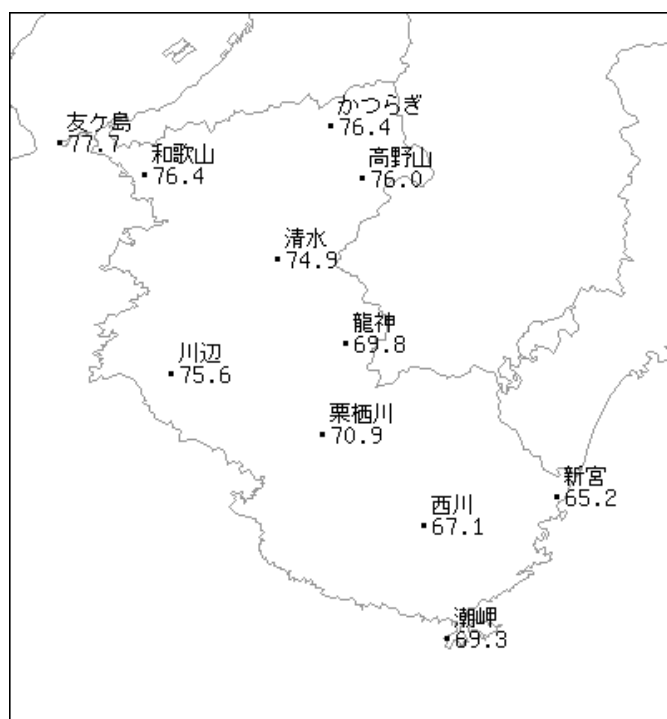 かつらぎ
76.4
友ケ島
77.7
和歌山
76.4
高野山
76.0
清水
74.9
龍神
69.8
川辺
75.6
栗栖川
70.9
新宮
65.2
西川
67.1
潮岬
69.3